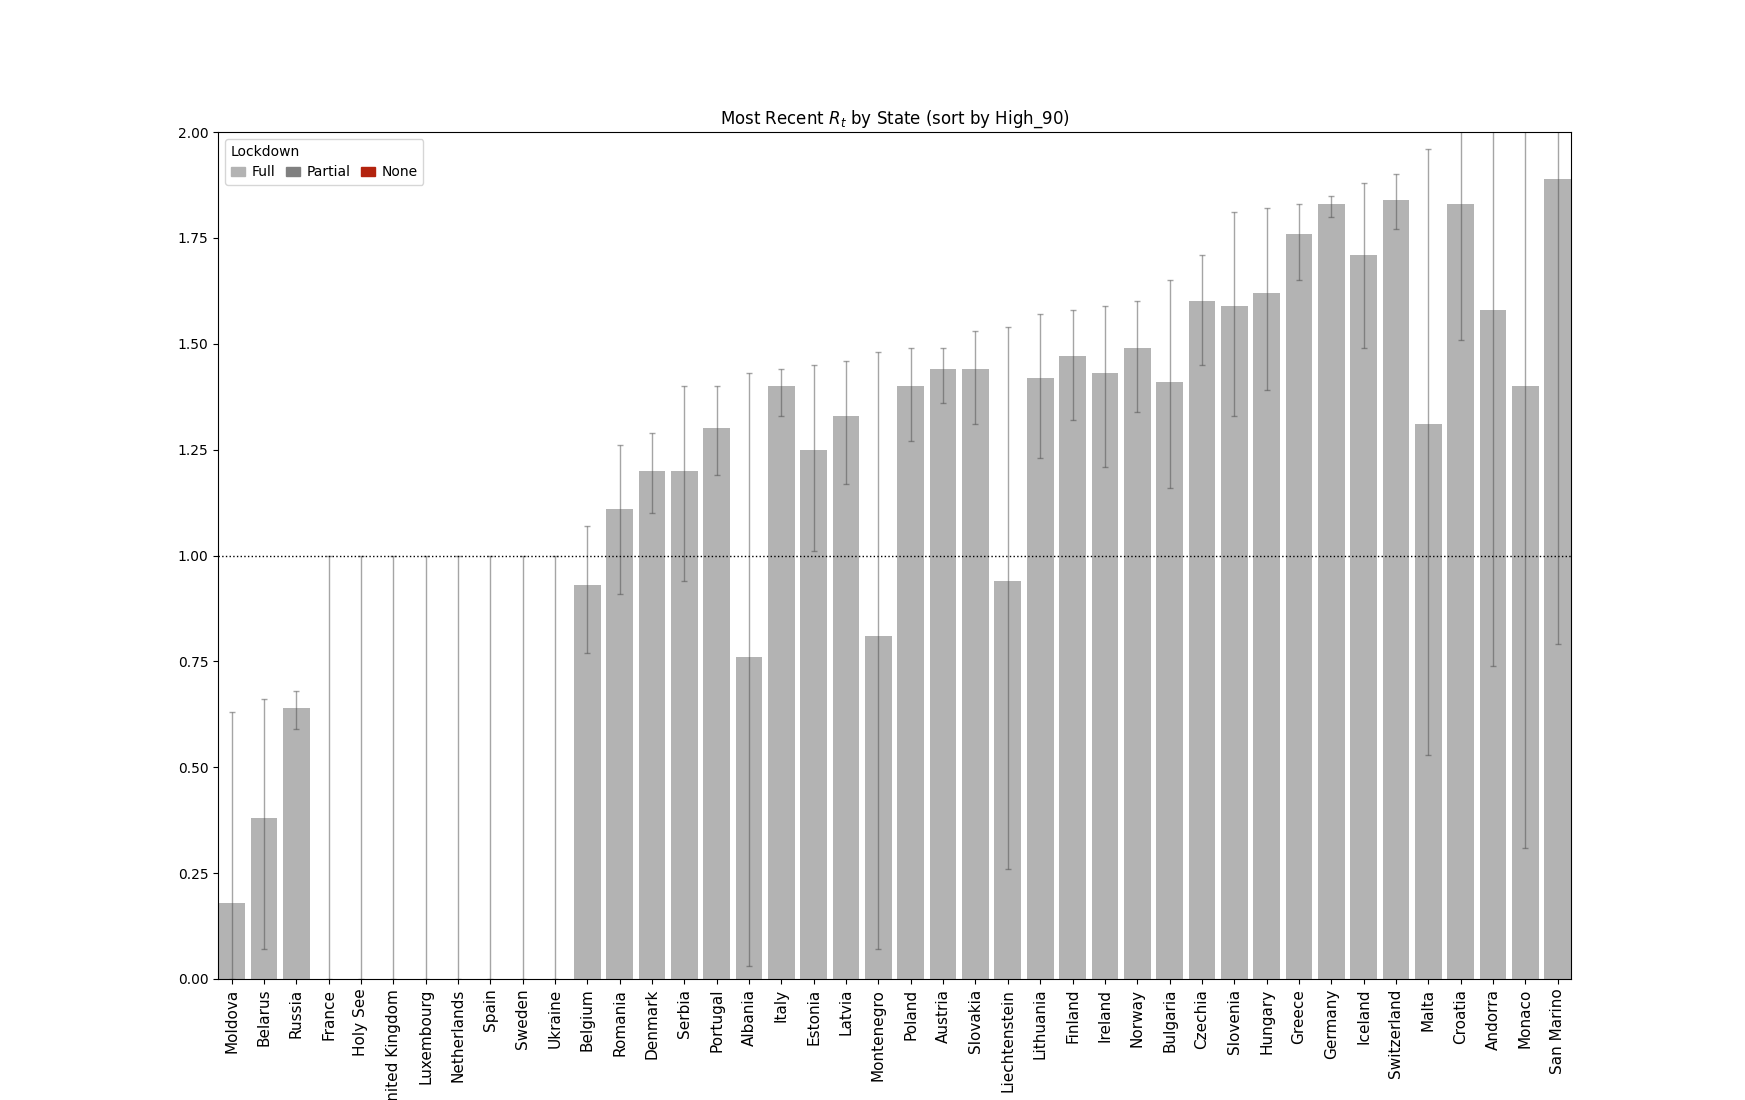 Most Recent R_t by State (sort by High_90)
Lockdown
Full Partial None
2.00
1.75
1.50
1.25
1.00
0.75
0.50
0.25
0.00
Moldova
Belarus
Russia
France
Holy See
nited Kingdom
Luxembourg
Netherlands
Spain
Sweden
Ukraine
Belgium
Romania
Denmark
Serbia
Portugal
Albania
Italy
Estonia
Latvia
Montenegro
Poland
Austria
Slovakia
Liechtenstein
Lithuania
Finland
Ireland
Norway
Bulgaria
Czechia
Slovenia
Hungary
Greece
Germany
Iceland
Switzerland
Malta
Croatia
Andorra
Monaco
San Marino